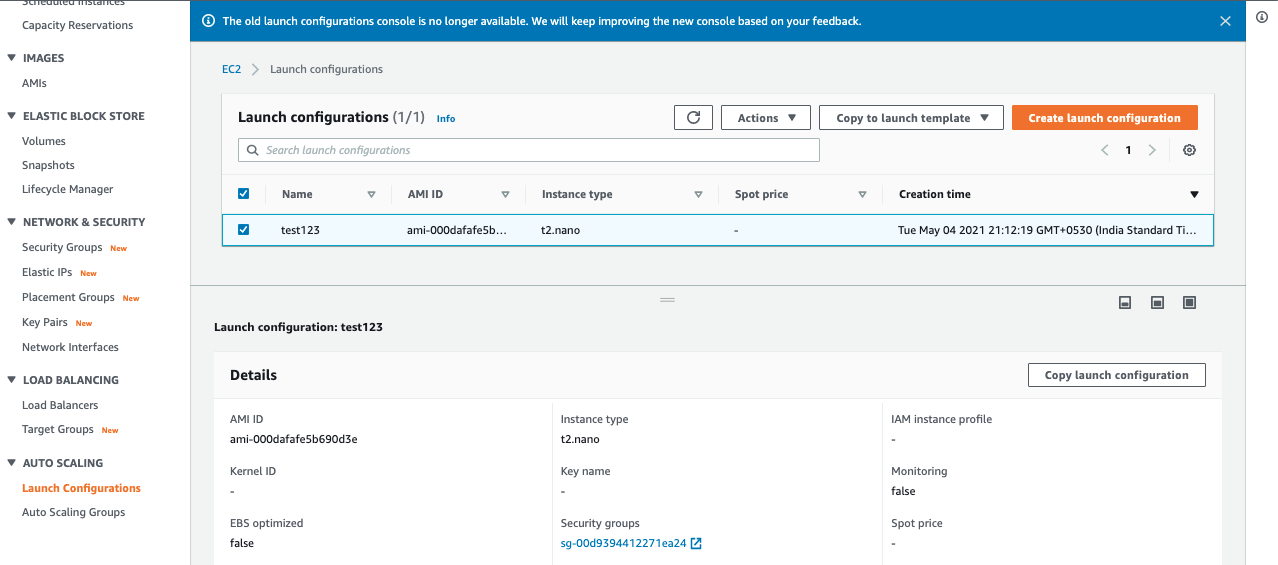 Scheduled Instances
Capacity Reservations
IMAGES
AMIs
ELASTIC BLOCK STORE
Volumes
Snapshots
Lifecycle Manager
NETWORK & SECURITY
Security Groups New
Elastic IPs New
Placement Groups New
Key Pairs New
Network Interfaces
LOAD BALANCING
Load Balancers
Target Groups New
AUTO SCALING
Launch Configurations
Auto Scaling Groups
The old launch configurations console is no longer available. We will keep improving the new console based on your feedback.
EC2 Launch configurations
Launch configurations (1/1) Info Actions Copy to launch template Create launch configuration
Search launch configurations 1
Name AMI ID Instance type Spot price Creation time
test123 ami-000dafafe5b... t2.nano - Tue May 04 2021 21:12:19 GMT+0530 (India Standard Ti...
Launch configuration: test123
Details Copy launch configuration
AMI ID Instance type IAM instance profile
ami-000dafafe5b690d3e t2.nano -
Kernel ID Key name Monitoring
- - false
EBS optimized Security groups Spot price
false sg-00d9394412271ea24 -